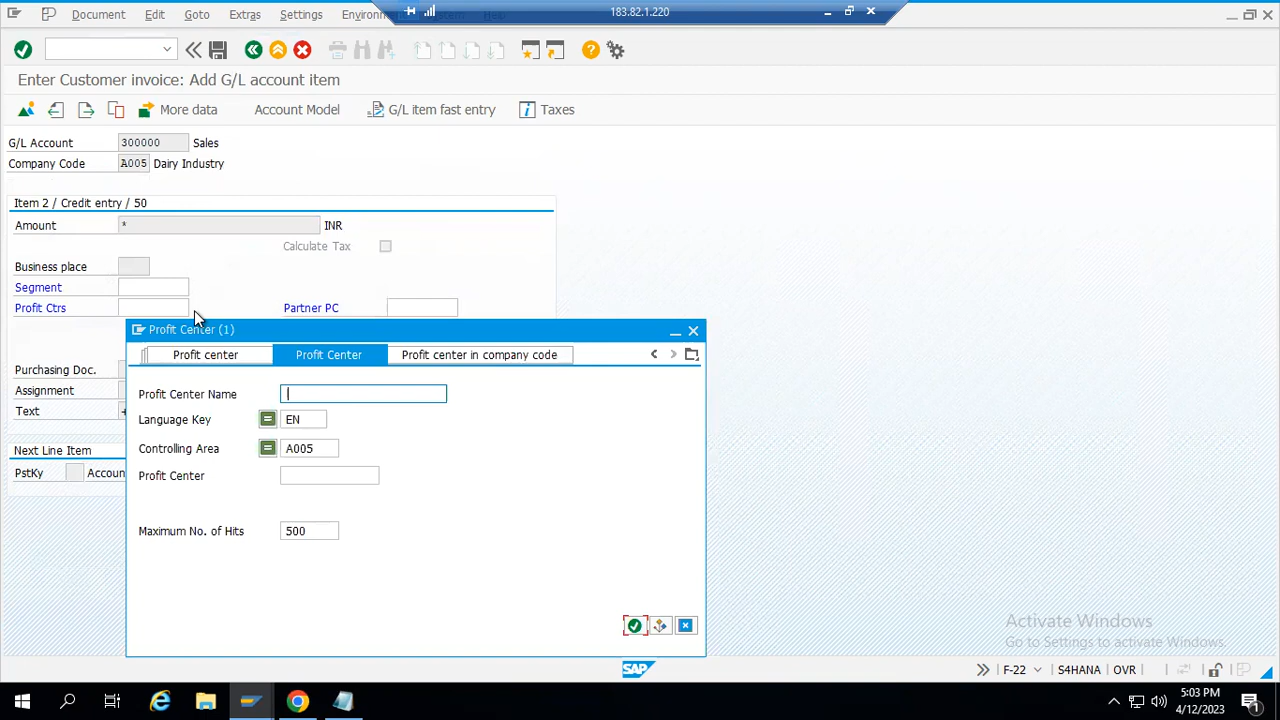 Document Edit Goto Extras Settings 183.82.1.220
Enter Customer invoice: Add G/L account item
More data Account Model G/L item fast entry Taxes
G/L Account 300000 Sales
Company Code A005 Dairy Industry
Item 2 / Credit entry / 50
Amount * INR
Calculate Tax
Business place
Segment
Profit Ctrs Partner PC
Profit Center (1)
Profit center Profit Center Profit center in company code
Purchasing Doc.
Assignment
Text
Profit Center Name
Language Key = EN
Controlling Area = A005
Profit Center
Next Line Item
PstKy
Maximum No. of Hits 500
Activate Windows
Go to Settings to activate Windows.
SAP F-22 S4HANA OVR
5:03 PM
4/12/2023 1